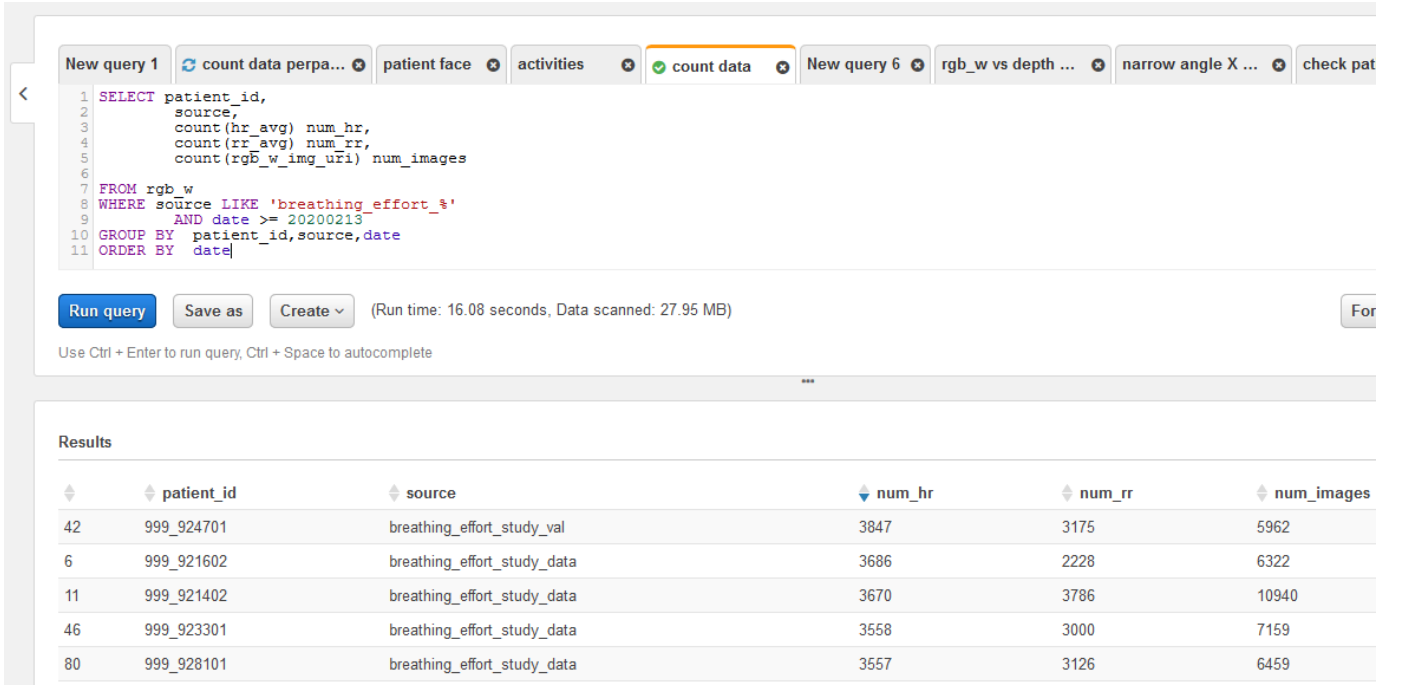 New query 1 count data perpa... patient face activities count data New query 6 rgb_w vs depth ... narrow angle X ... check pat
1 SELECT patient_id,
2 source,
3 count(hr_avg) num_hr,
4 count(rr_avg) num_rr,
5 count(rgb_w_img_uri) num_images
6
7 FROM rgb_w
8 WHERE source LIKE 'breathing_effort_%'
9 AND date >= 20200213
10 GROUP BY patient_id,source,date
11 ORDER BY date
Run query Save as Create (Run time: 16.08 seconds, Data scanned: 27.95 MB) For
Use Ctrl + Enter to run query, Ctrl + Space to autocomplete
Results
patient_id source num_hr num_rr num_images
42 999_924701 breathing_effort_study_val 3847 3175 5962
6 999_921602 breathing_effort_study_data 3686 2228 6322
11 999_921402 breathing_effort_study_data 3670 3786 10940
46 999_923301 breathing_effort_study_data 3558 3000 7159
80 999_928101 breathing_effort_study_data 3557 3126 6459